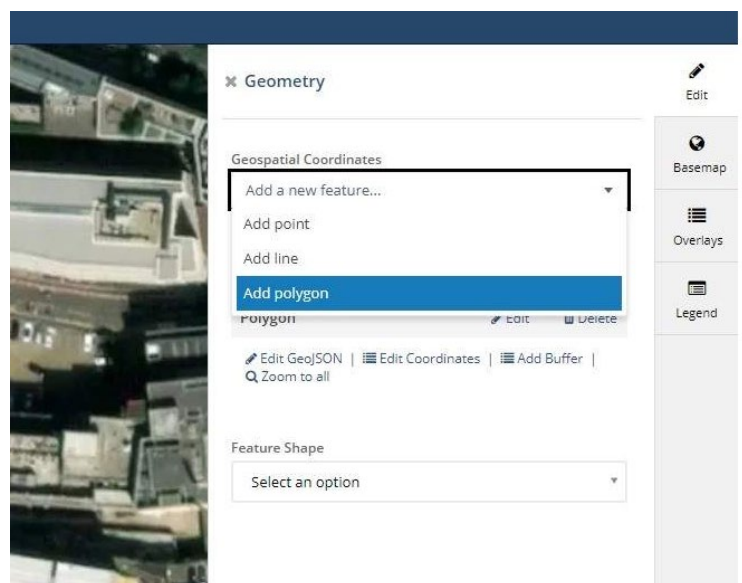 Geometry
Edit
Geospatial Coordinates
Basemap
Add a new feature...
Add point
Overlays
Add line
Add polygon
Legend
Polygon Edit Delete
Edit GeoJSON | Edit Coordinates | Add Buffer |
Zoom to all
Feature Shape
Select an option